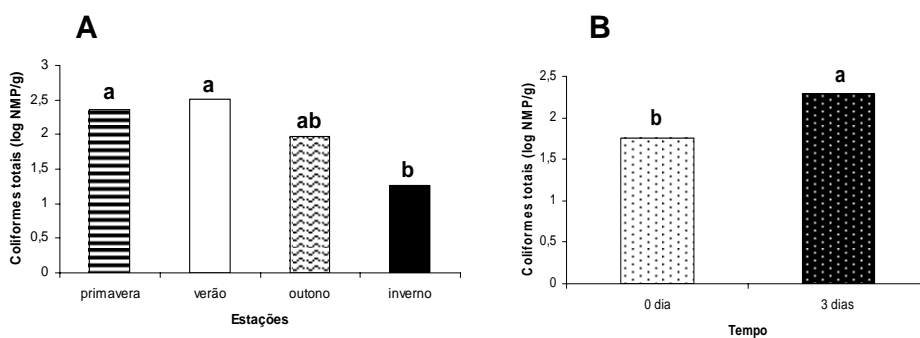 A
Coliformes totais (log NMP/g)
3
2,5
2
1,5
1
0,5
0
a
a
ab
b
primavera
verão
outono
inverno
Estações
B
Coliformes totais (log NMP/g)
2,5
2
1,5
1
0,5
0
b
a
0 dia
3 dias
Tempo